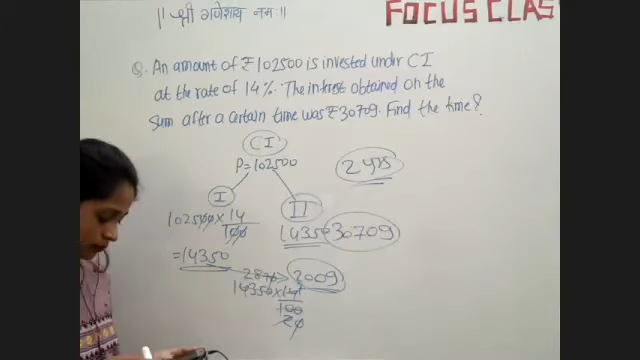 || श्री गणेशाय नमः ||
FOCUS CLAS
Q. An amount of ₹102500 is invested under CI
at the rate of 14%. The interest obtained on the
sum after a certain time was ₹30709. Find the time?
CI
P=102500
2 yrs
I
II
102500 × 14
100
14350
30709
=14350
2870
2009
14350×14
100
20